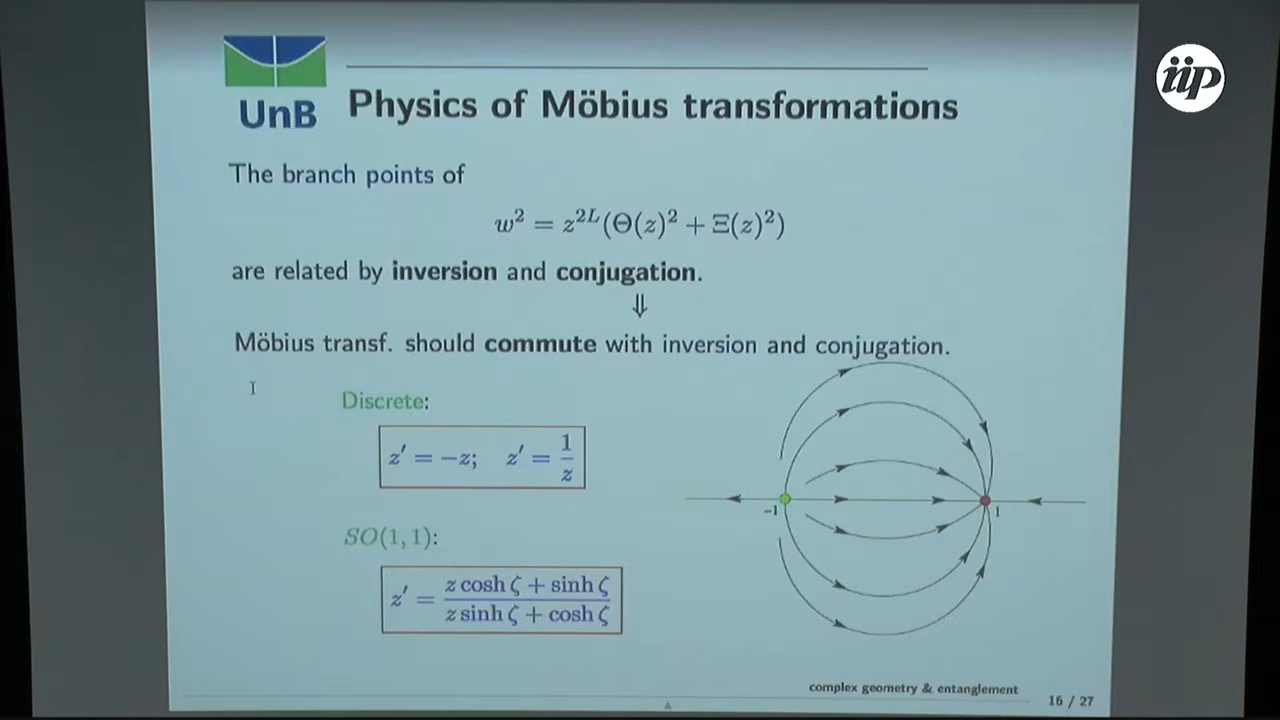 iip
UnB
Physics of Möbius transformations
The branch points of
w² = z²ᴸ(Θ(z)² + Ξ(z)²)
are related by inversion and conjugation.
⇓
Möbius transf. should commute with inversion and conjugation.
Discrete:
z′ = −z; z′ = 1/z
SO(1, 1):
z′ = (z cosh ζ + sinh ζ)/(z sinh ζ + cosh ζ)
−1
1
complex geometry & entanglement
16 / 27